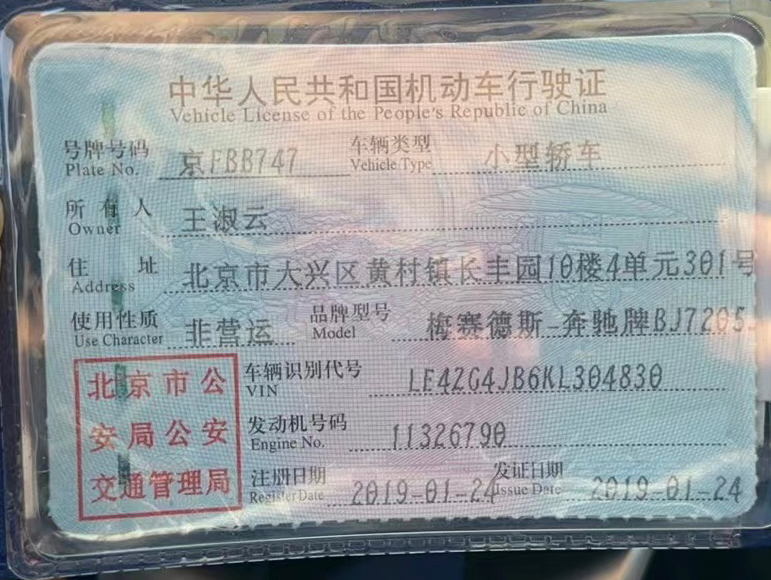 中华人民共和国机动车行驶证
Vehicle License of the People's Republic of China
号牌号码 京FBB747 车辆类型 小型轿车
Plate No. Vehicle Type
所有人 王淑云
Owner
住址 北京市大兴区黄村镇长丰园10楼4单元301号
Address
使用性质 非营运 品牌型号 梅赛德斯-奔驰牌BJ7205
Use Character Model
北京市公
安局公安
交通管理局
车辆识别代号 LE4ZG4JB6KL304830
VIN
发动机号码 11326790
Engine No.
注册日期 2019-01-24 发证日期 2019-01-24
Register Date Issue Date